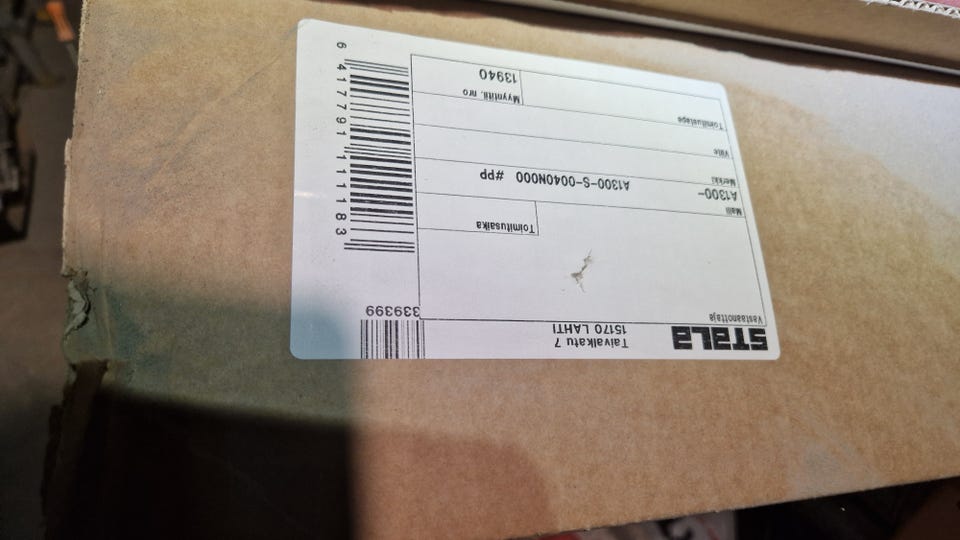 STALA
Taivalkatu 7
15170 LAHTI
Vastaanottaja
339399
Toimitusaika
Malli
A1300-
A1300-S-0040N000 #PP
Merkki
Viite
Toimitustapa
Myyntitil. nro
13940
6 417791 111183